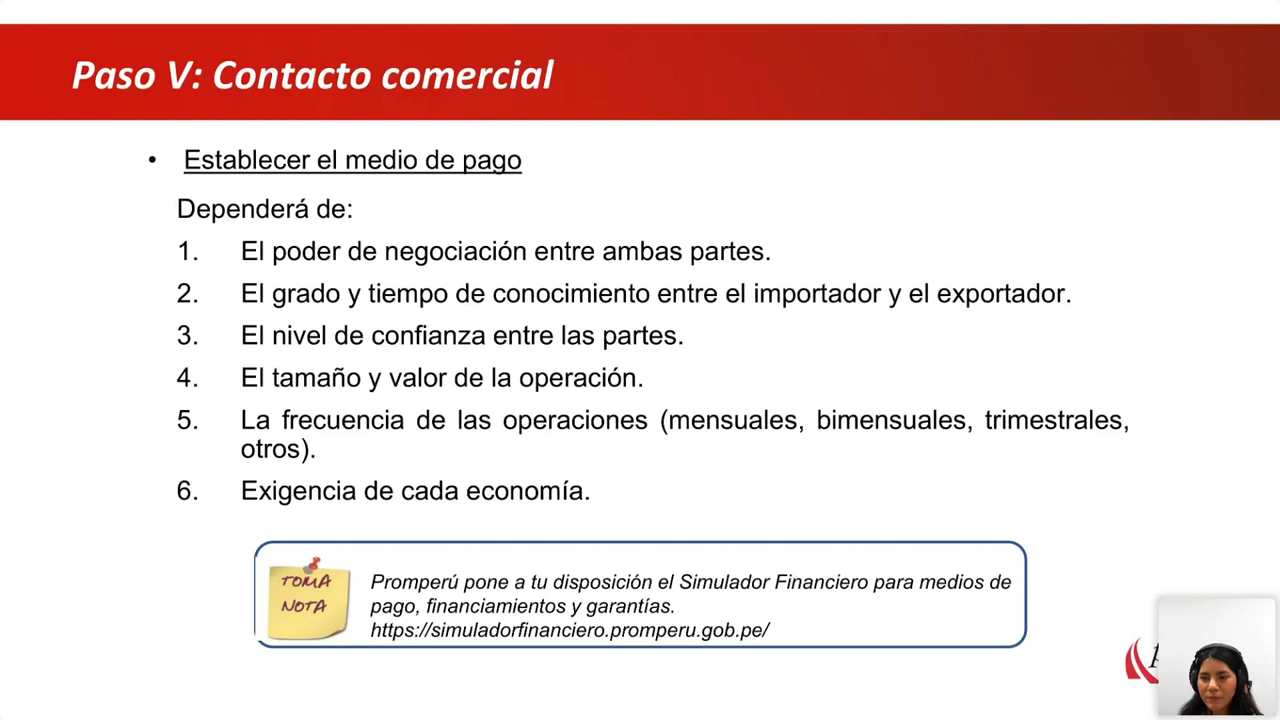 Paso V: Contacto comercial
• Establecer el medio de pago
Dependerá de:
1. El poder de negociación entre ambas partes.
2. El grado y tiempo de conocimiento entre el importador y el exportador.
3. El nivel de confianza entre las partes.
4. El tamaño y valor de la operación.
5. La frecuencia de las operaciones (mensuales, bimensuales, trimestrales,
otros).
6. Exigencia de cada economía.
TOMA
NOTA
Promperú pone a tu disposición el Simulador Financiero para medios de
pago, financiamientos y garantías.
https://simuladorfinanciero.promperu.gob.pe/